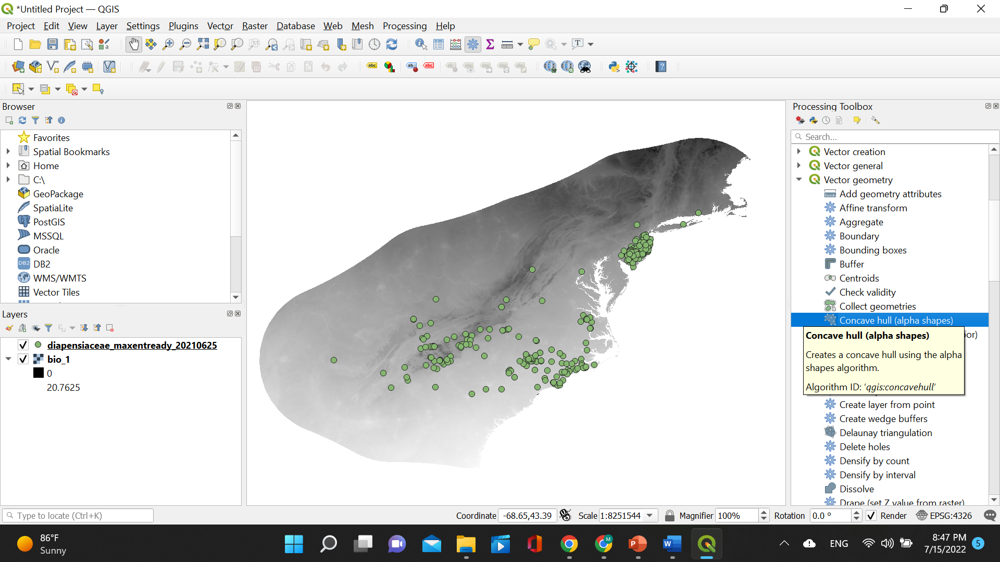 *Untitled Project — QGIS
Project Edit View Layer Settings Plugins Vector Raster Database Web Mesh Processing Help
Browser
Favorites
Spatial Bookmarks
Home
C:\
GeoPackage
SpatiaLite
PostGIS
MSSQL
Oracle
DB2
WMS/WMTS
Vector Tiles
Layers
diapensiaceae_maxentready_20210625
bio_1
0
20.7625
Processing Toolbox
Search...
Vector creation
Vector general
Vector geometry
Add geometry attributes
Affine transform
Aggregate
Boundary
Bounding boxes
Buffer
Centroids
Check validity
Collect geometries
Concave hull (alpha shapes)
Concave hull (alpha shapes)
Creates a concave hull using the alpha
shapes algorithm.
Algorithm ID: 'qgis:concavehull'
Create layer from point
Create wedge buffers
Delaunay triangulation
Delete holes
Densify by count
Densify by interval
Dissolve
Drape (set Z value from raster)
Type to locate (Ctrl+K)
Coordinate -68.65,43.39 Scale 1:8251544 Magnifier 100% Rotation 0.0 ° Render EPSG:4326
86°F
Sunny
ENG
8:47 PM
7/15/2022
5